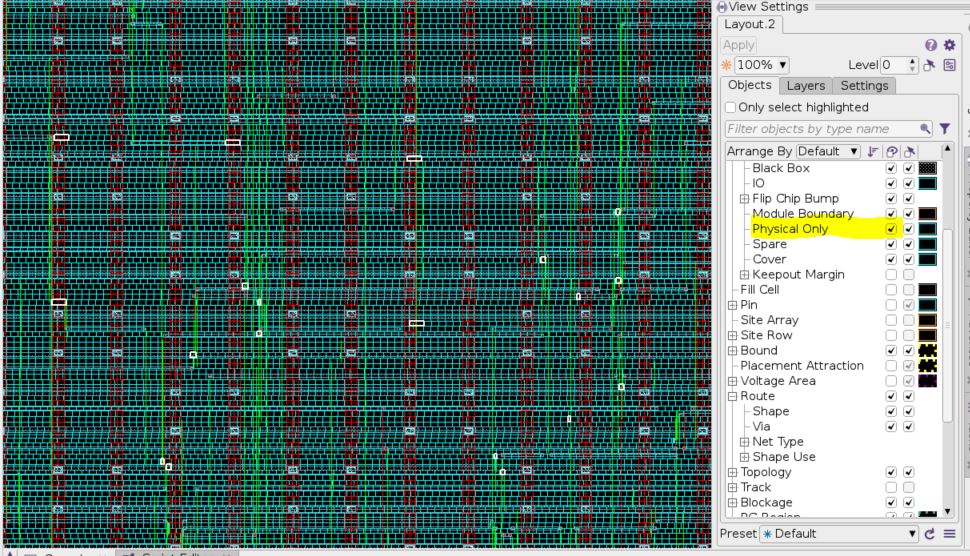 View Settings
Layout.2
Apply
100% Level 0
Objects Layers Settings
Only select highlighted
Filter objects by type name
Arrange By Default
Black Box
IO
Flip Chip Bump
Module Boundary
Physical Only
Spare
Cover
Keepout Margin
Fill Cell
Pin
Site Array
Site Row
Bound
Placement Attraction
Voltage Area
Route
Shape
Via
Net Type
Shape Use
Topology
Track
Blockage
Preset Default